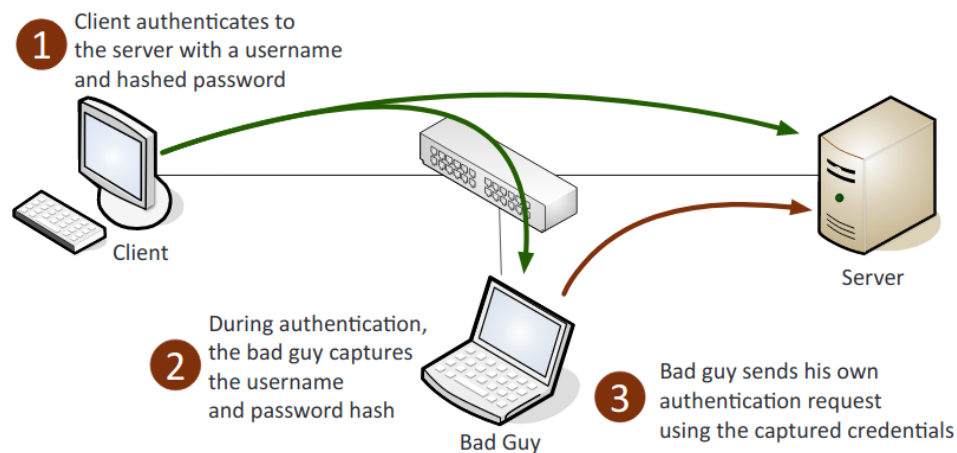 1
Client authenticates to
the server with a username
and hashed password
Client
Server
2
During authentication,
the bad guy captures
the username
and password hash
Bad Guy
3
Bad guy sends his own
authentication request
using the captured credentials